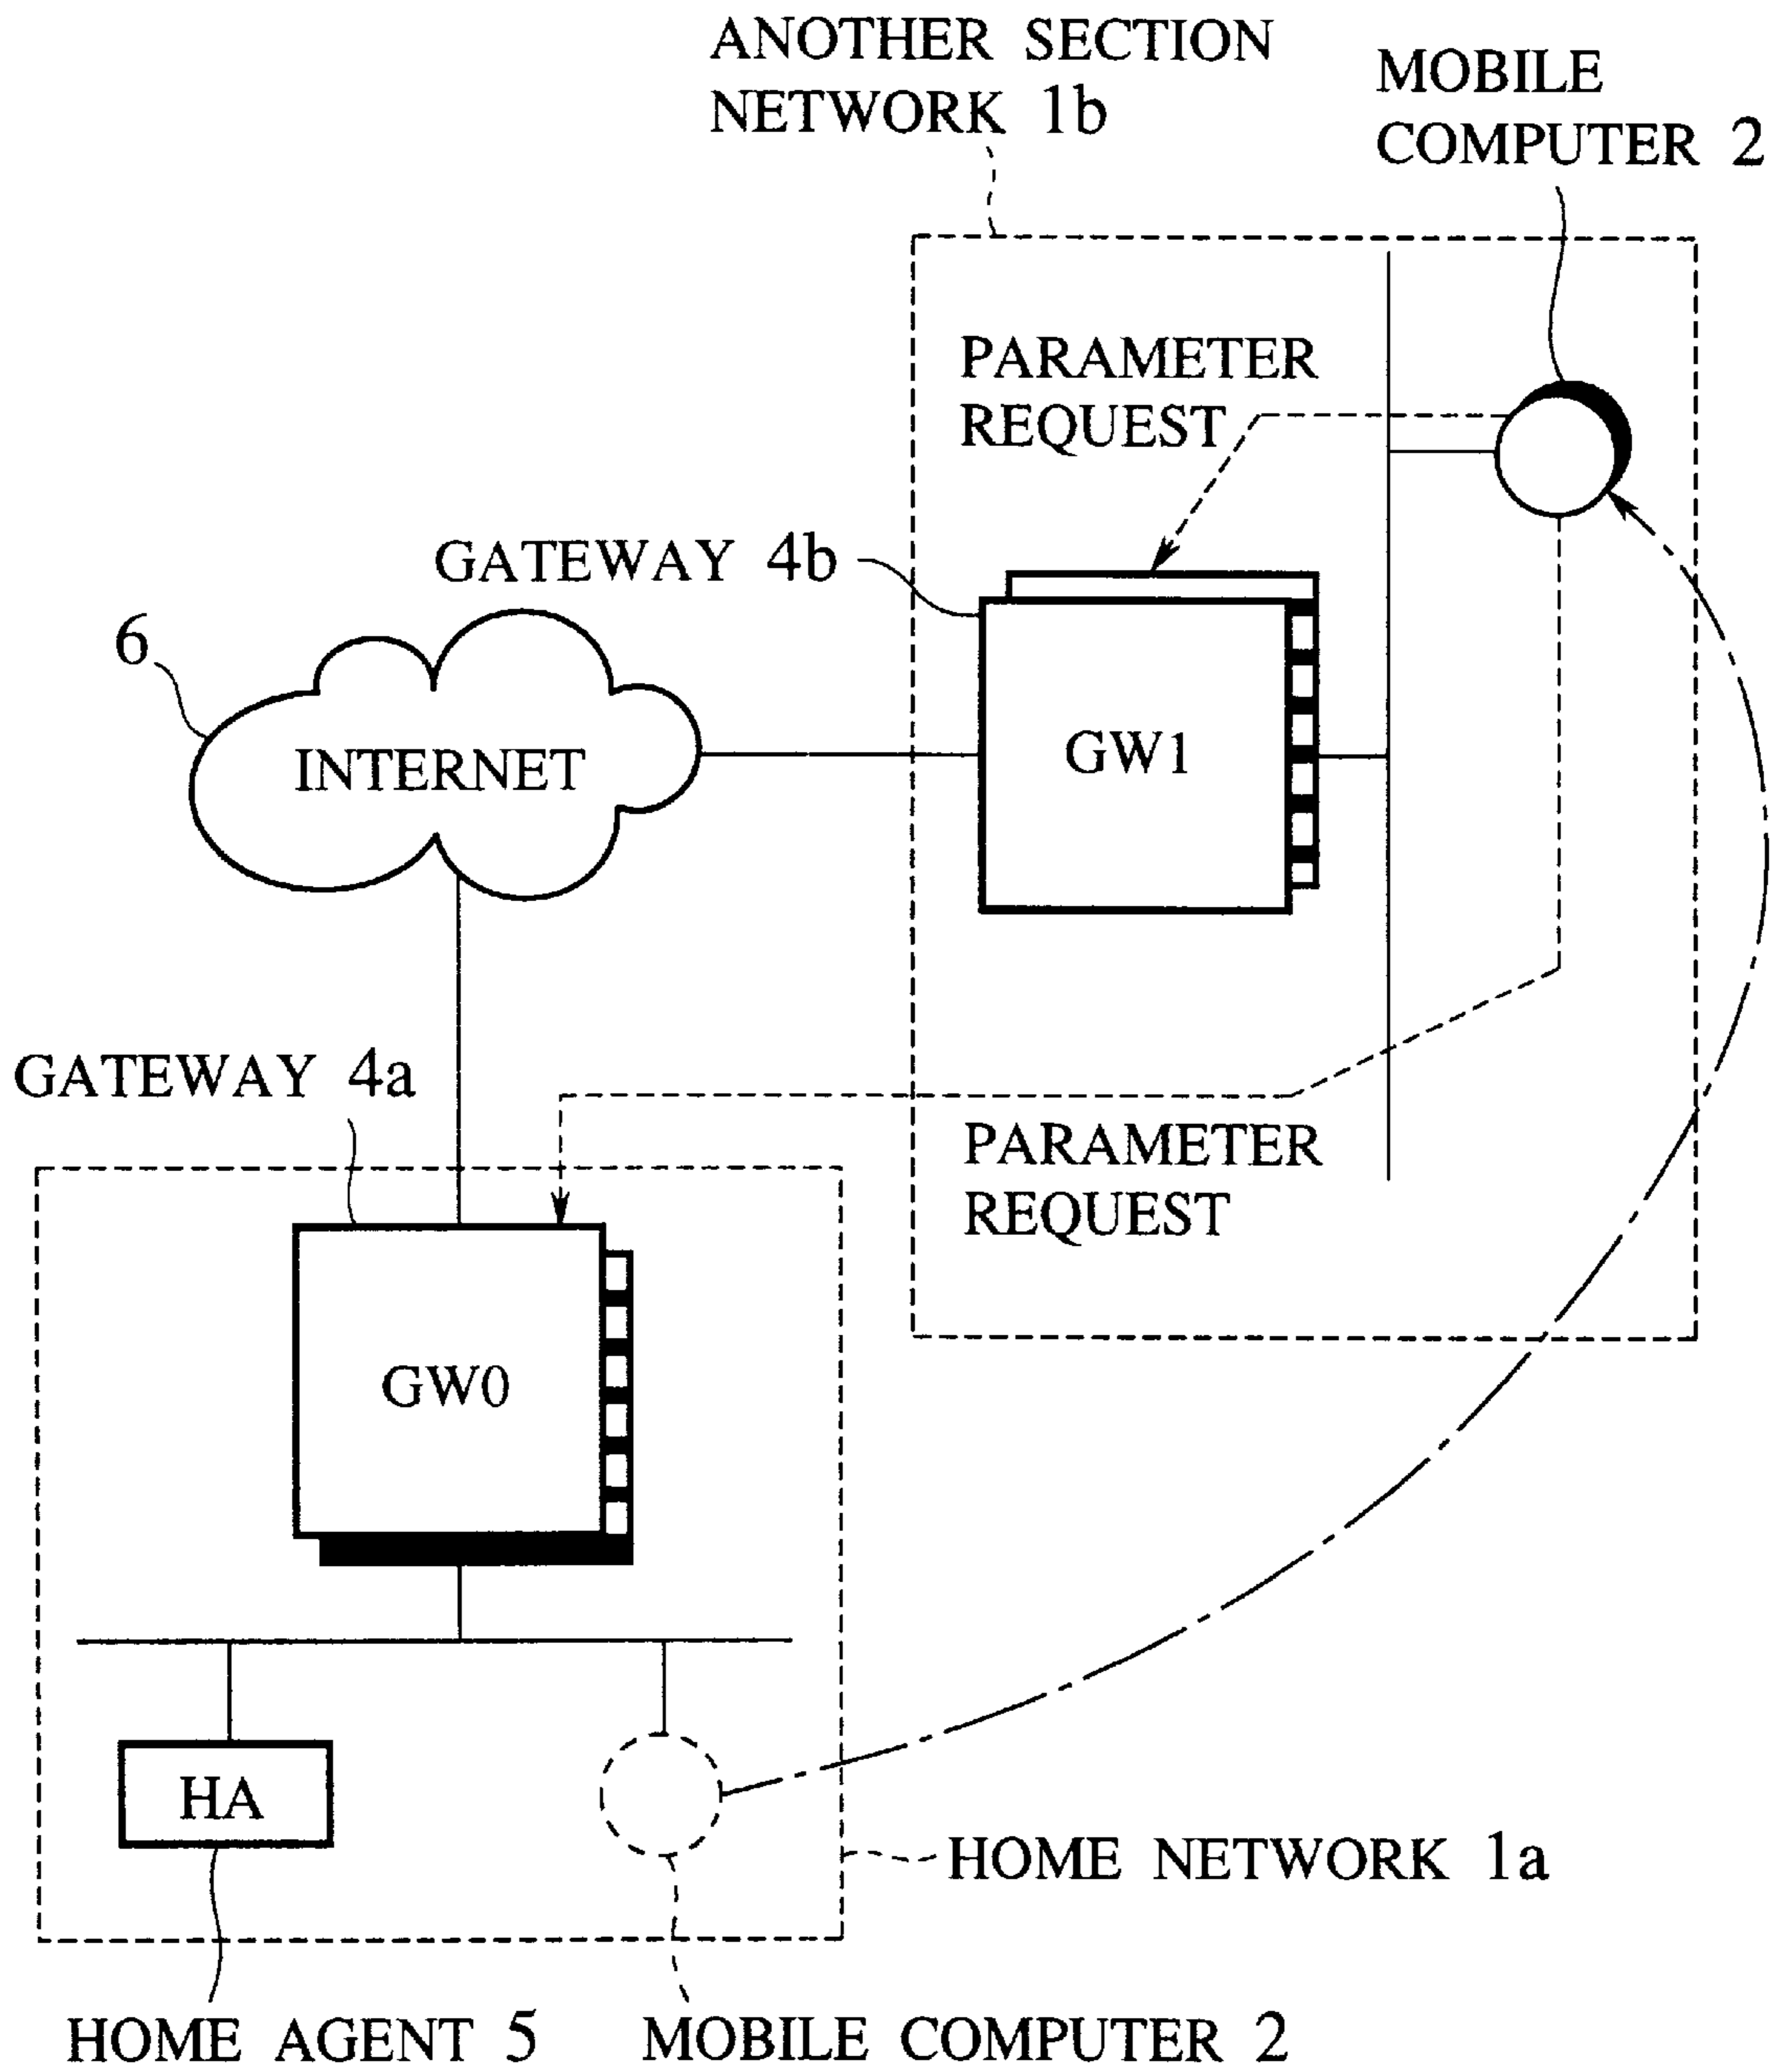 ANOTHER SECTION
NETWORK 1b
MOBILE
COMPUTER 2
PARAMETER
REQUEST
GATEWAY 4b
6
INTERNET
GW1
GATEWAY 4a
PARAMETER
REQUEST
GW0
HA
HOME NETWORK 1a
HOME AGENT 5
MOBILE COMPUTER 2